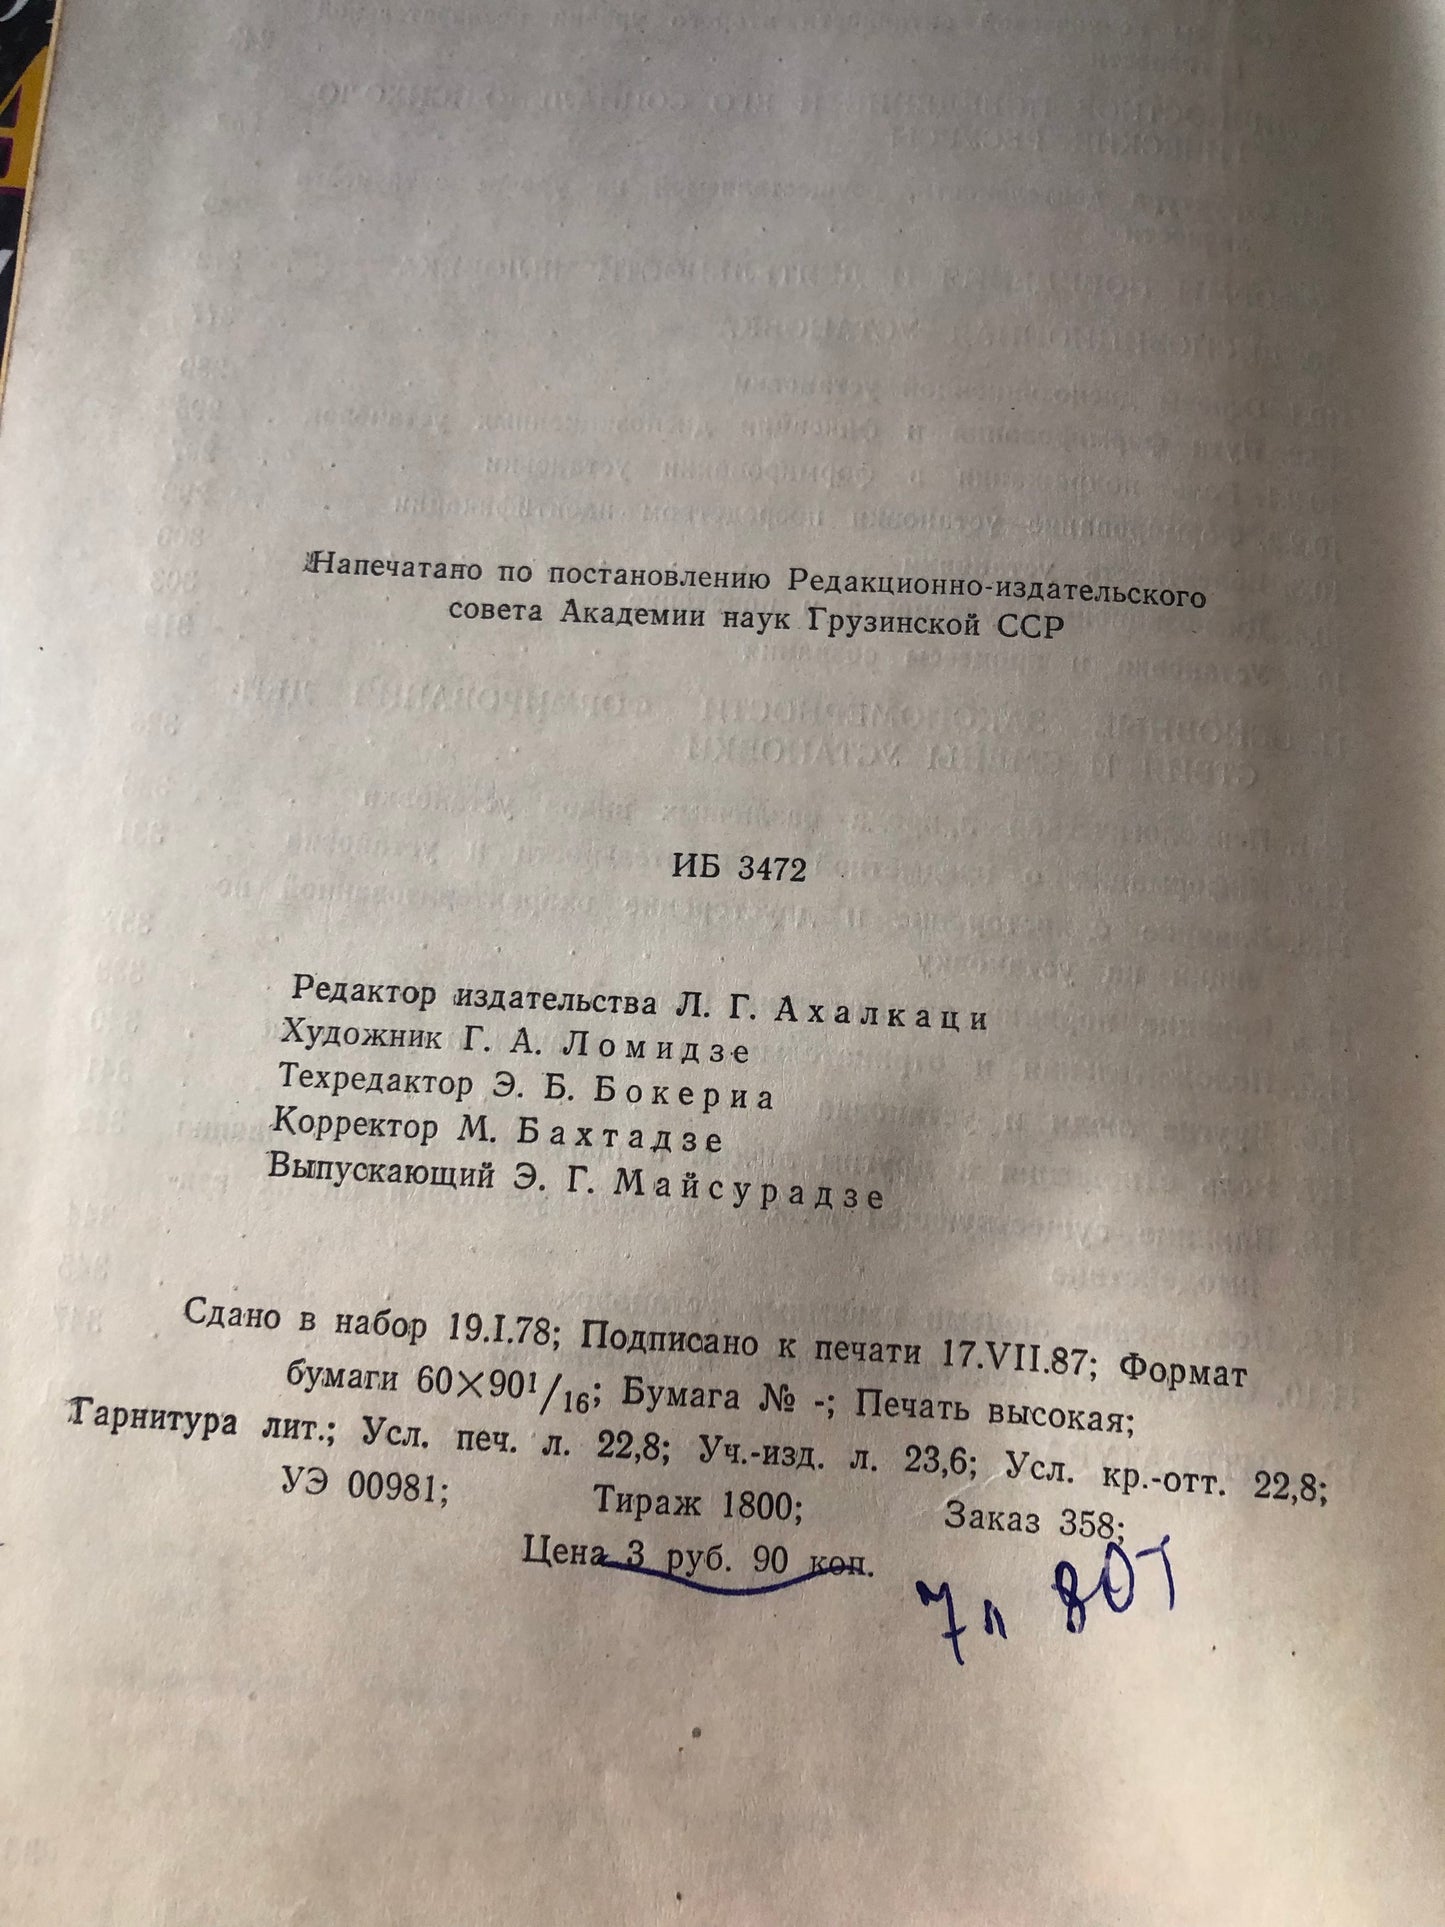 Напечатано по постановлению Редакционно-издательского
совета Академии наук Грузинской ССР
ИБ 3472
Редактор издательства Л. Г. Ахалкаци
Художник Г. А. Ломидзе
Техредактор Э. Б. Бокериа
Корректор М. Бахтадзе
Выпускающий Э. Г. Майсурадзе
Сдано в набор 19.I.78; Подписано к печати 17.VII.87; Формат
бумаги 60×90¹/₁₆; Бумага № -; Печать высокая;
Гарнитура лит.; Усл. печ. л. 22,8; Уч.-изд. л. 23,6; Усл. кр.-отт. 22,8;
УЭ 00981; Тираж 1800; Заказ 358;
Цена 3 руб. 90 коп.